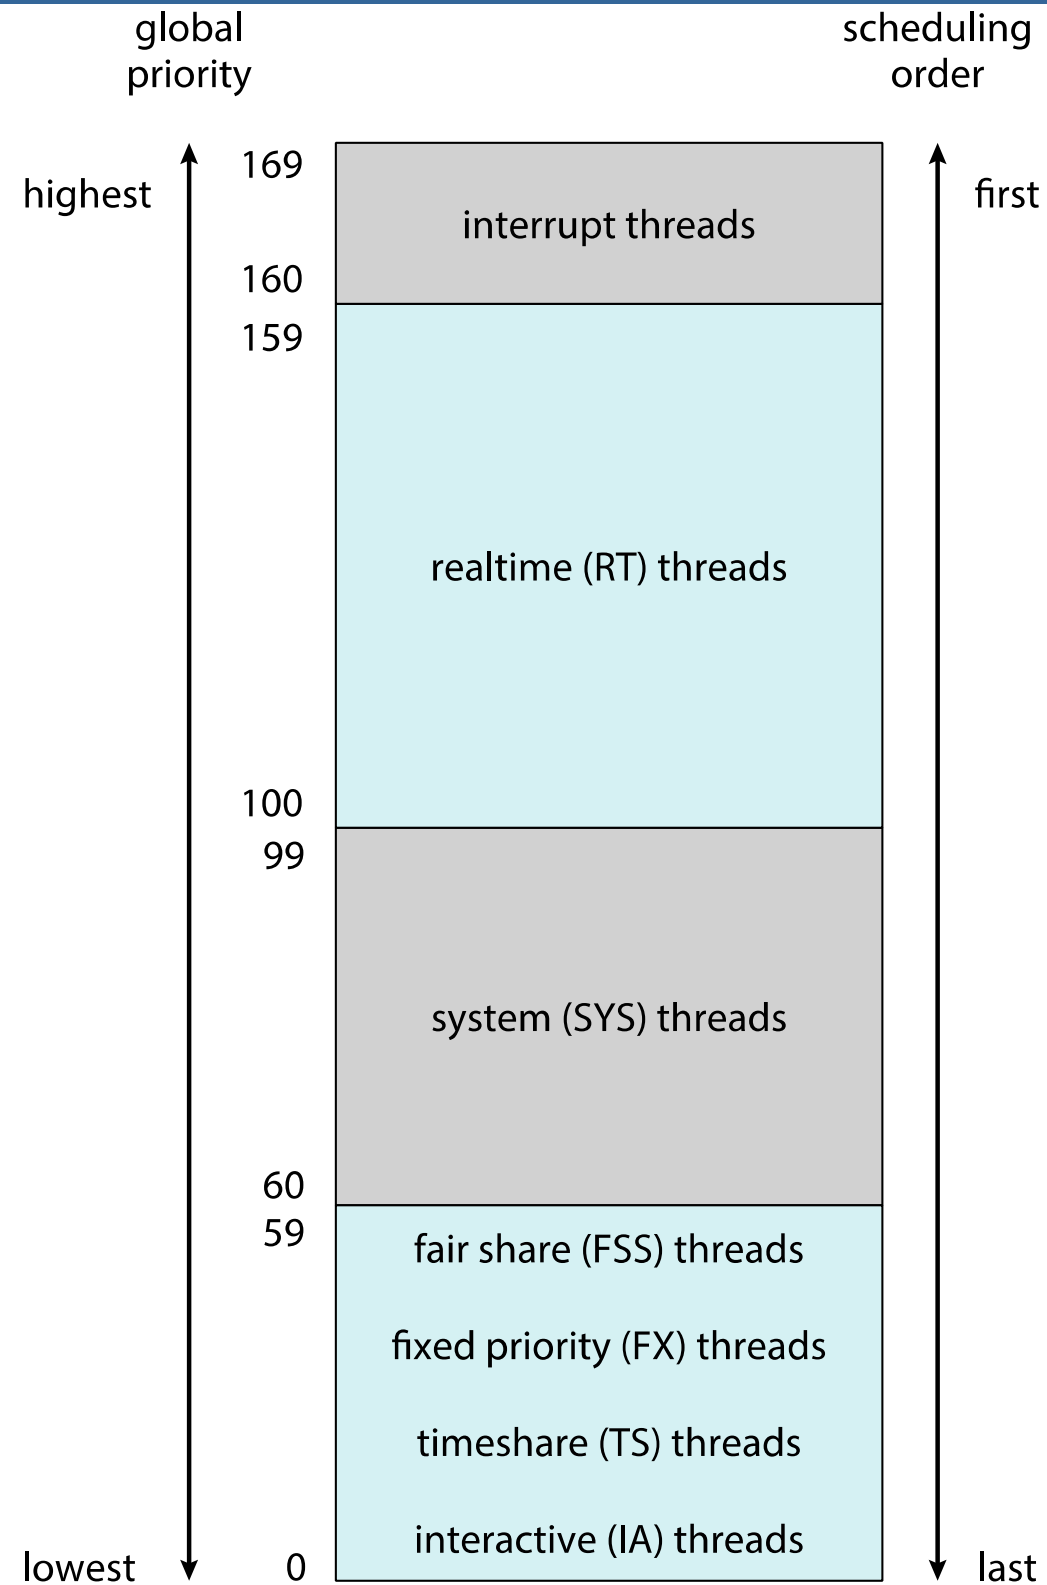 global
priority
scheduling
order
highest
169
first
interrupt threads
160
159
realtime (RT) threads
100
99
system (SYS) threads
60
59
fair share (FSS) threads
fixed priority (FX) threads
timeshare (TS) threads
interactive (IA) threads
lowest
0
last